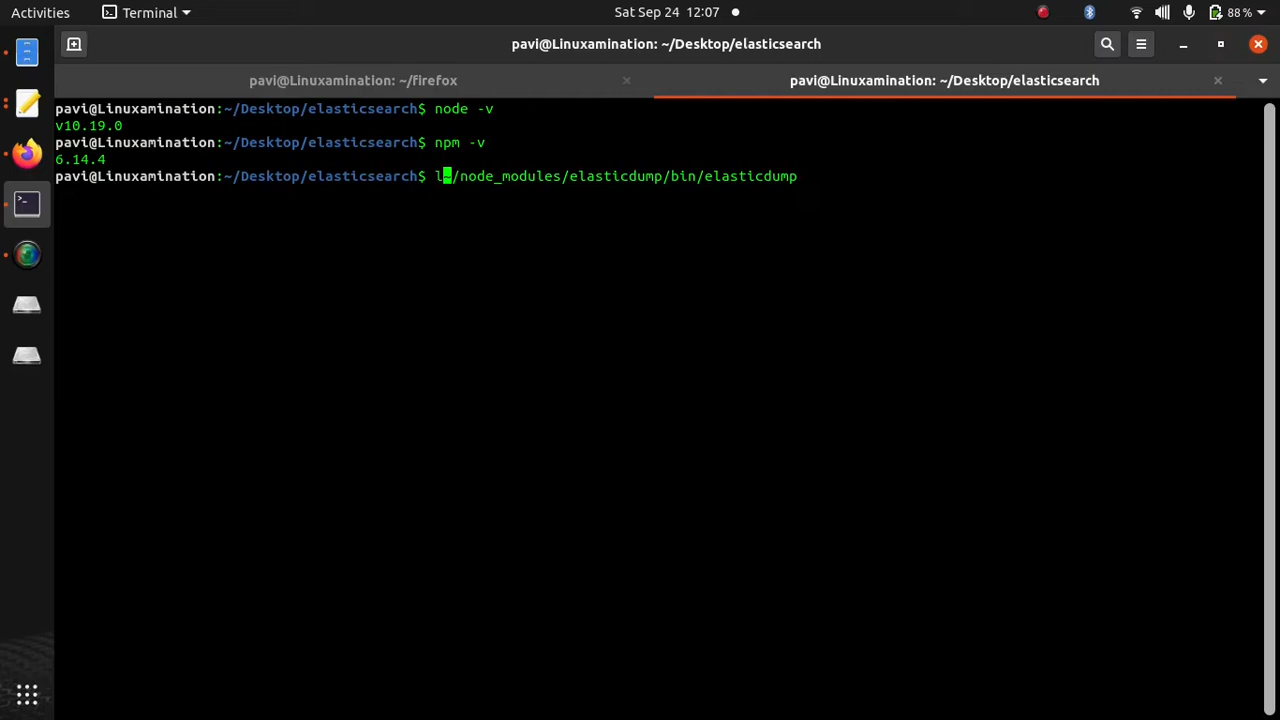 Activities
Terminal
Sat Sep 24 12:07
88 %
pavi@Linuxamination: ~/Desktop/elasticsearch
pavi@Linuxamination: ~/firefox
pavi@Linuxamination: ~/Desktop/elasticsearch
pavi@Linuxamination:~/Desktop/elasticsearch$ node -v
v10.19.0
pavi@Linuxamination:~/Desktop/elasticsearch$ npm -v
6.14.4
pavi@Linuxamination:~/Desktop/elasticsearch$ l~/node_modules/elasticdump/bin/elasticdump